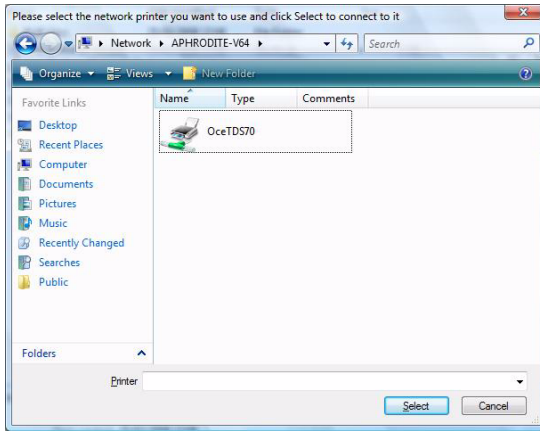 Please select the network printer you want to use and click Select to connect to it
Network ▸ APHRODITE-V64 ▸
Search
Organize Views New Folder
Favorite Links
Name Type Comments
OceTDS70
Desktop
Recent Places
Computer
Documents
Pictures
Music
Recently Changed
Searches
Public
Folders
Printer
Select Cancel